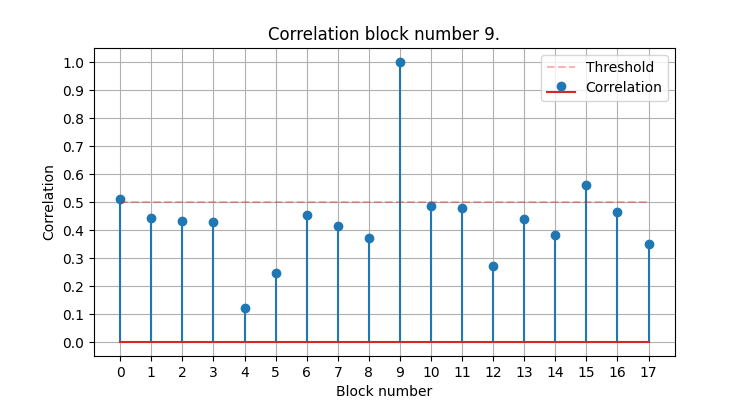 Correlation block number 9.
Threshold
Correlation
Correlation
1.0
0.9
0.8
0.7
0.6
0.5
0.4
0.3
0.2
0.1
0.0
0 1 2 3 4 5 6 7 8 9 10 11 12 13 14 15 16 17
Block number